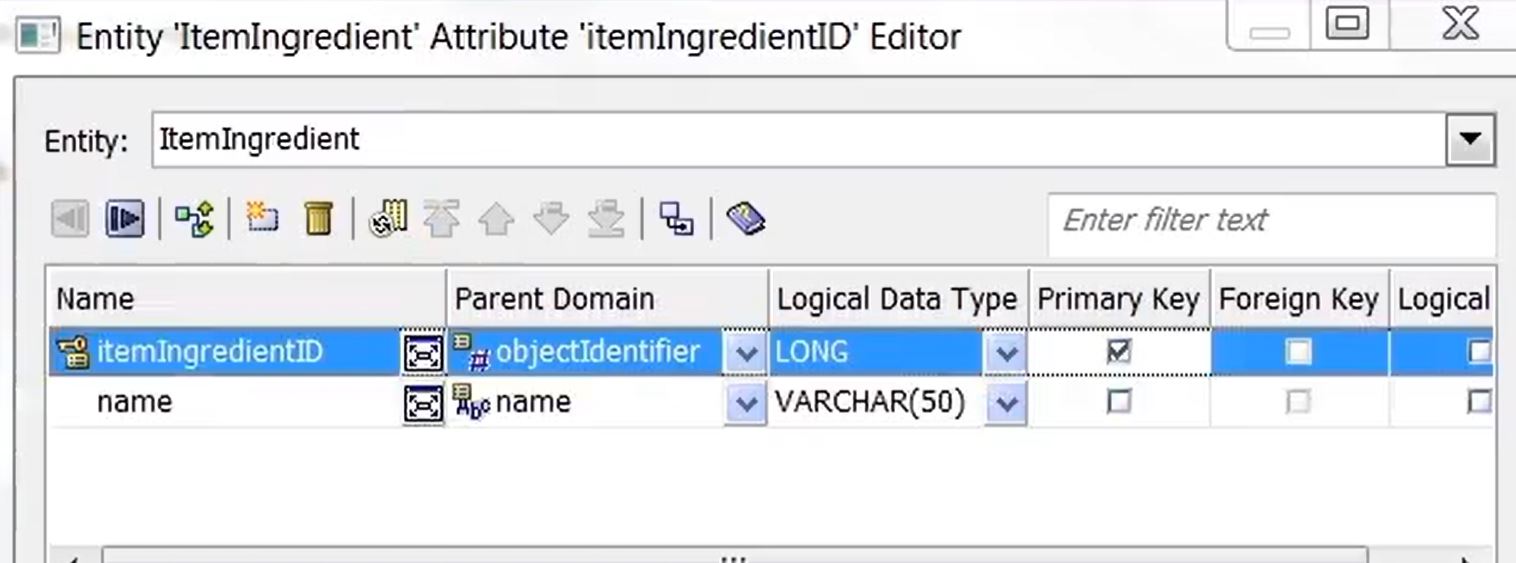 Entity 'ItemIngredient' Attribute 'itemIngredientID' Editor
Entity: ItemIngredient
Enter filter text
Name Parent Domain Logical Data Type Primary Key Foreign Key Logical
itemIngredientID # objectIdentifier LONG
name Abc name VARCHAR(50)